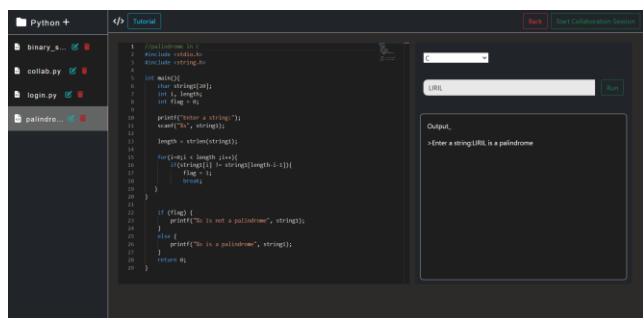 Python +
</> Tutorial
Back
Start Collaboration Session
binary_s...
collab.py
login.py
palindro...
1 //palindrome in c
2 #include <stdio.h>
3 #include <string.h>
4
5 int main(){
6 char string1[20];
7 int i, length;
8 int flag = 0;
9
10 printf("Enter a string:");
11 scanf("%s", string1);
12
13 length = strlen(string1);
14
15 for(i=0;i < length ;i++){
16 if(string1[i] != string1[length-i-1]){
17 flag = 1;
18 break;
19 }
20 }
21
22 if (flag) {
23 printf("%s is not a palindrome", string1);
24 }
25 else {
26 printf("%s is a palindrome", string1);
27 }
28 return 0;
29 }
C
LIRIL
Run
Output_
>Enter a string:LIRIL is a palindrome